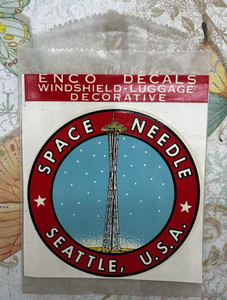 ENCO DECALS
WINDSHIELD-LUGGAGE
DECORATIVE
SPACE NEEDLE
SEATTLE, U.S.A.